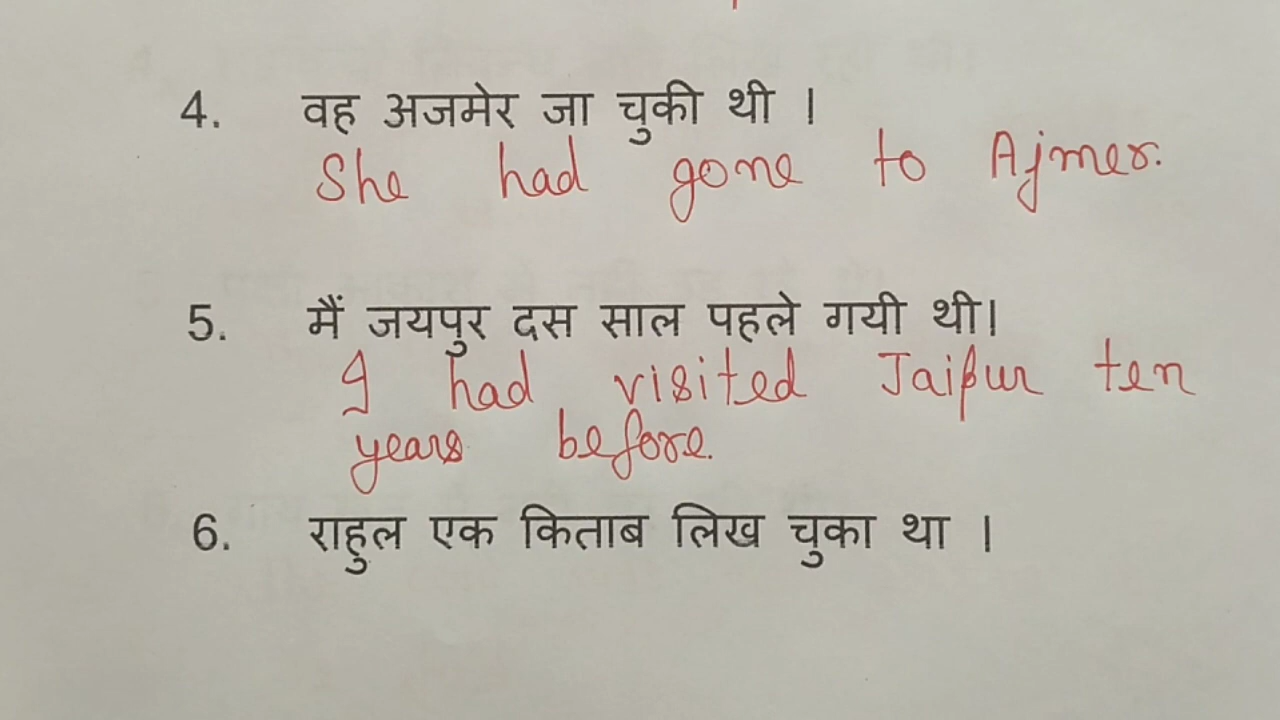 4. वह अजमेर जा चुकी थी ।
She had gone to Ajmer.
5. मैं जयपुर दस साल पहले गयी थी।
I had visited Jaipur ten
years before.
6. राहुल एक किताब लिख चुका था ।